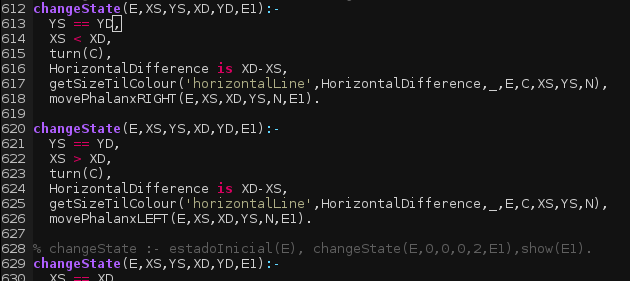 612 changeState(E,XS,YS,XD,YD,E1):-
613 YS == YD,
614 XS < XD,
615 turn(C),
616 HorizontalDifference is XD-XS,
617 getSizeTilColour('horizontalLine',HorizontalDifference,_,E,C,XS,YS,N),
618 movePhalanxRIGHT(E,XS,XD,YS,N,E1).
619
620 changeState(E,XS,YS,XD,YD,E1):-
621 YS == YD,
622 XS > XD,
623 turn(C),
624 HorizontalDifference is XD-XS,
625 getSizeTilColour('horizontalLine',HorizontalDifference,_,E,C,XS,YS,N),
626 movePhalanxLEFT(E,XS,XD,YS,N,E1).
627
628 % changeState :- estadoInicial(E), changeState(E,0,0,0,2,E1),show(E1).
629 changeState(E,XS,YS,XD,YD,E1):-
630 XS == XD